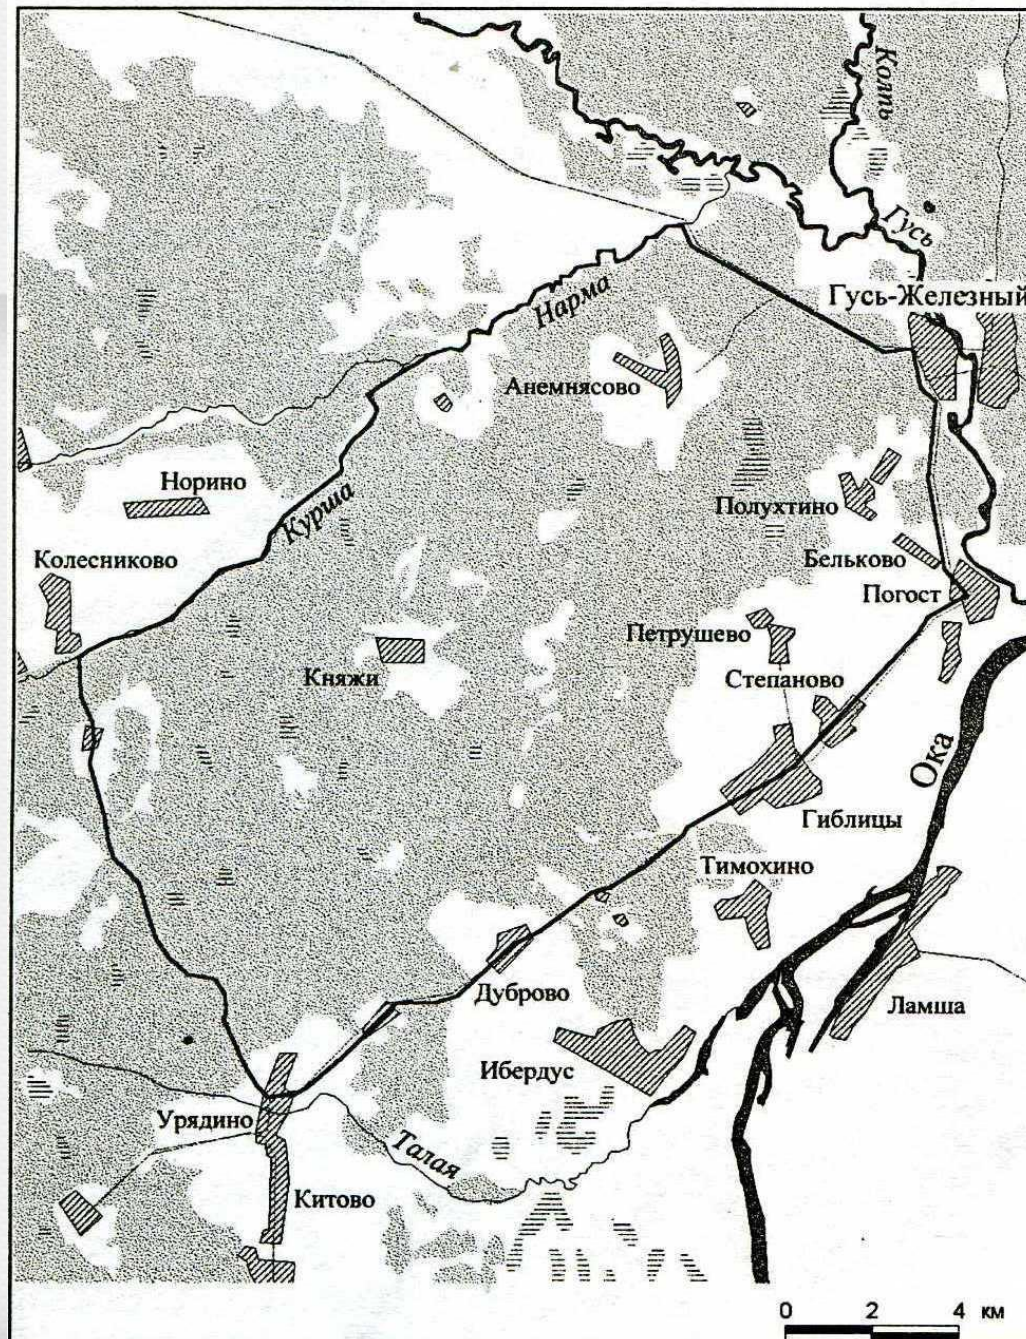 Колпь
Гусь
Гусь-Железный
Нарма
Анемнясово
Норино
Курша
Полухтино
Колесниково
Бельково
Погост
Петрушево
Княжи
Степаново
Ока
Гиблицы
Тимохино
Дуброво
Ламша
Ибердус
Урядино
Талая
Китово
0 2 4 км